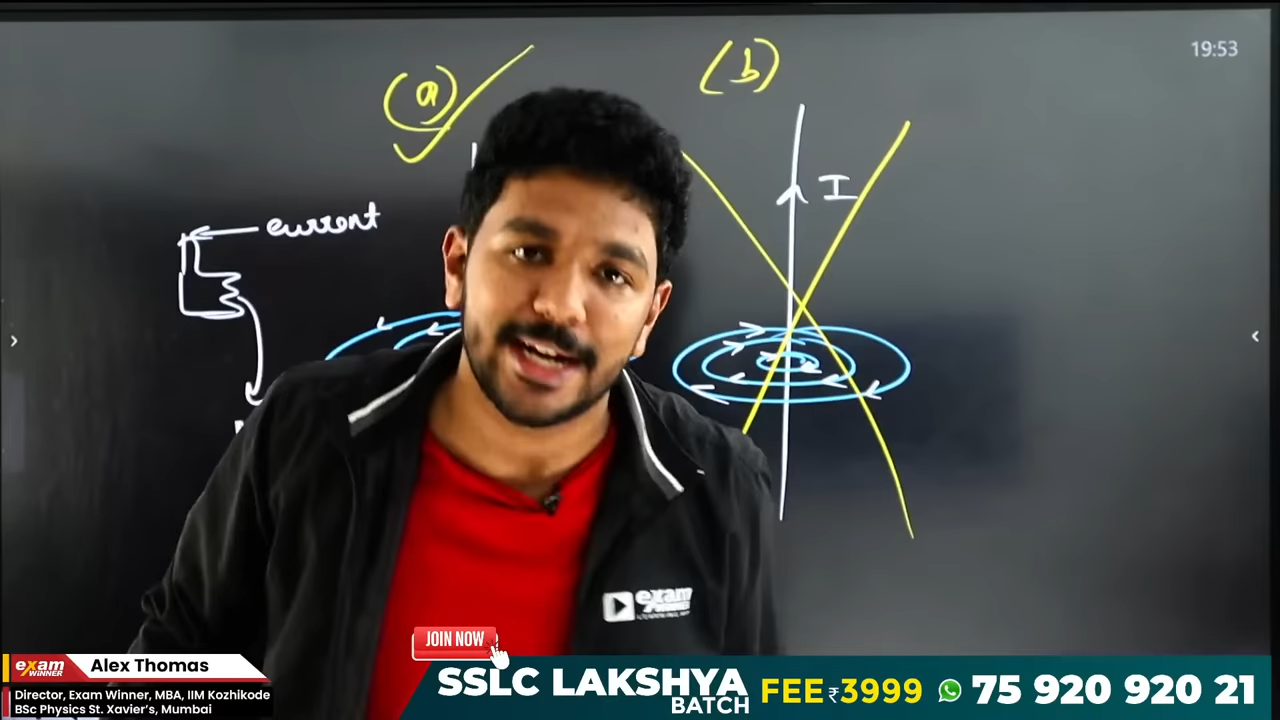 19:53
(a)
(b)
I
current
exam
WINNER
JOIN NOW
exam
WINNER
Alex Thomas
Director, Exam Winner, MBA, IIM Kozhikode
BSc Physics St. Xavier's, Mumbai
SSLC LAKSHYA
BATCH
FEE ₹3999
75 920 920 21